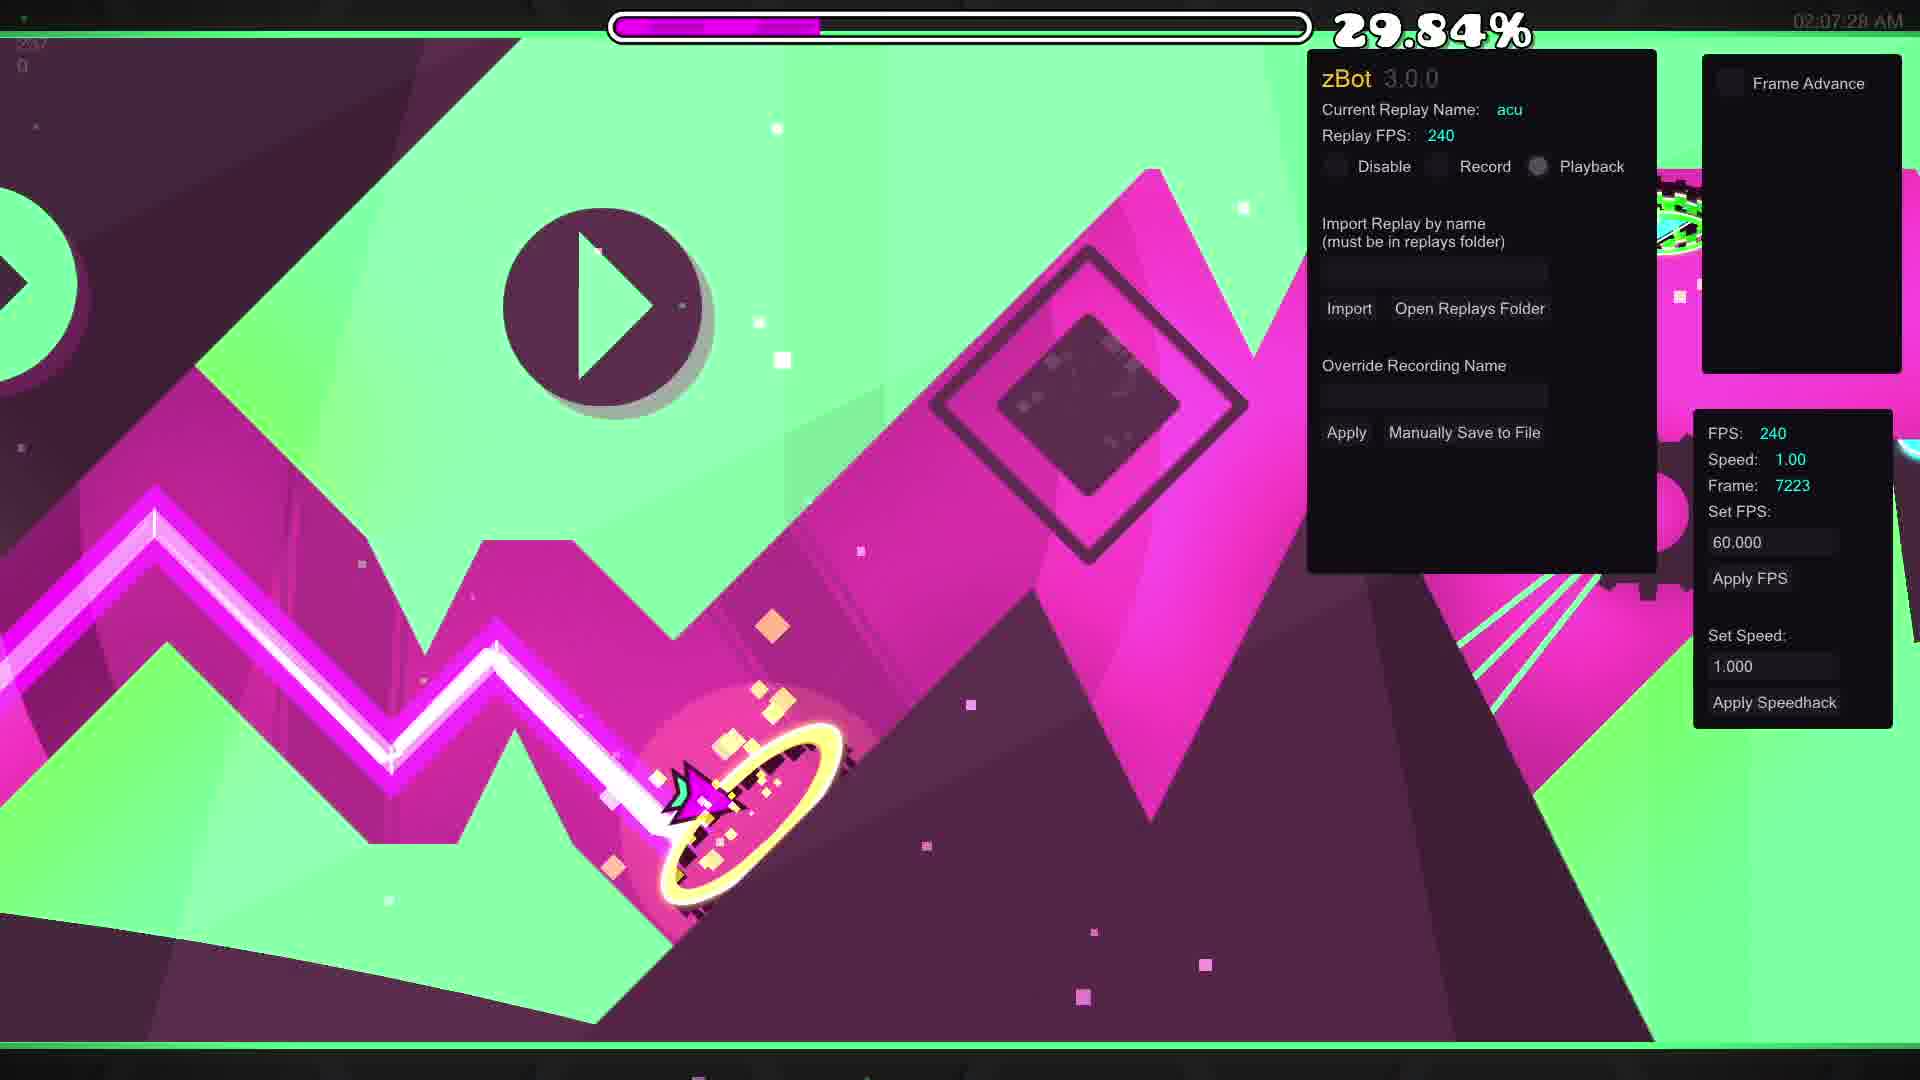 29.84%
02:07:28 AM
237
0
zBot 3.0.0
Current Replay Name: acu
Replay FPS: 240
Disable Record Playback
Import Replay by name
(must be in replays folder)
Import Open Replays Folder
Override Recording Name
Apply Manually Save to File
Frame Advance
FPS: 240
Speed: 1.00
Frame: 7223
Set FPS:
60.000
Apply FPS
Set Speed:
1.000
Apply Speedhack